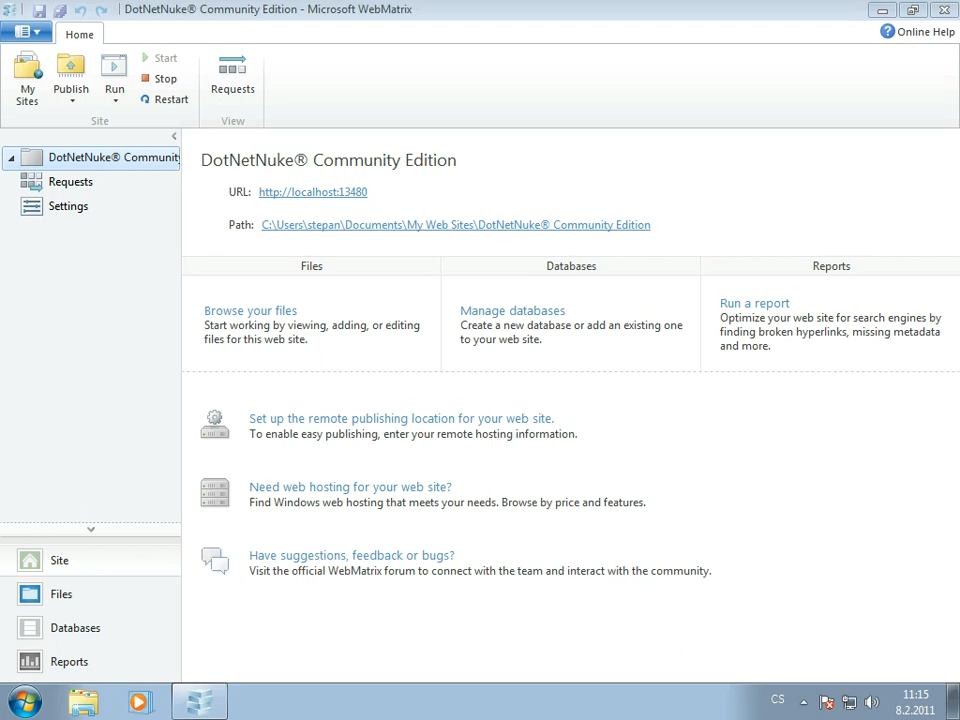 DotNetNuke® Community Edition - Microsoft WebMatrix
Home
Online Help
My Sites
Publish
Run
Start
Stop
Restart
Requests
Site
View
DotNetNuke® Community
Requests
Settings
DotNetNuke® Community Edition
URL: http://localhost:13480
Path: C:\Users\stepan\Documents\My Web Sites\DotNetNuke® Community Edition
Files
Databases
Reports
Browse your files
Start working by viewing, adding, or editing
files for this web site.
Manage databases
Create a new database or add an existing one
to your web site.
Run a report
Optimize your web site for search engines by
finding broken hyperlinks, missing metadata
and more.
Set up the remote publishing location for your web site.
To enable easy publishing, enter your remote hosting information.
Need web hosting for your web site?
Find Windows web hosting that meets your needs. Browse by price and features.
Have suggestions, feedback or bugs?
Visit the official WebMatrix forum to connect with the team and interact with the community.
Site
Files
Databases
Reports
CS
11:15
8.2.2011